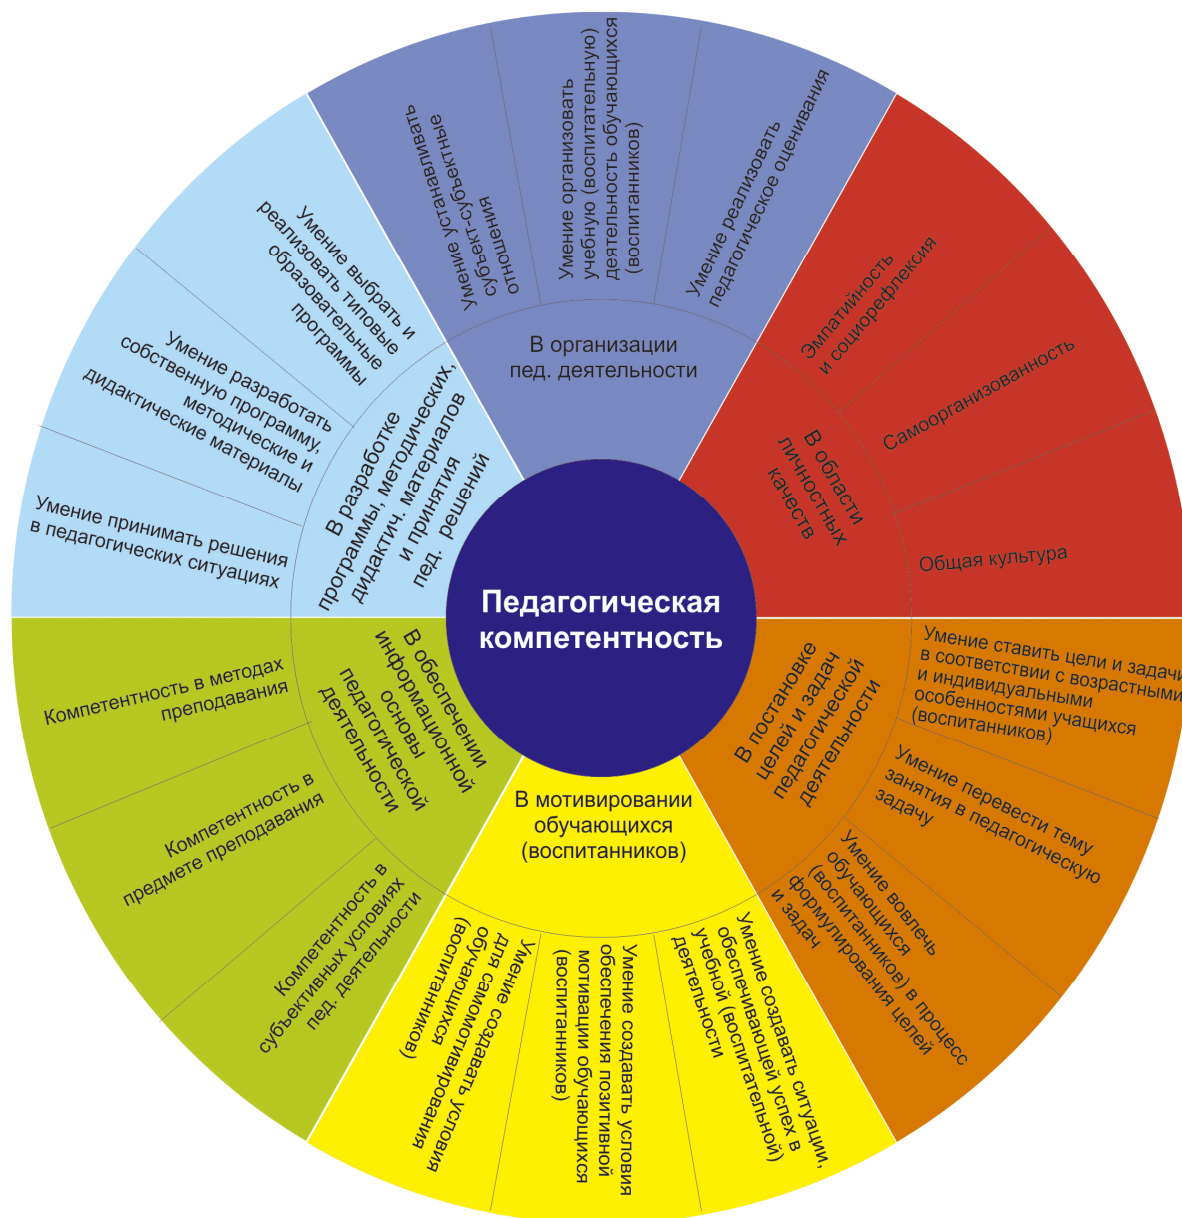 Педагогическая
компетентность
В организации
пед. деятельности
Умение устанавливать
субъект-субъектные
отношения
Умение организовать
учебную (воспитательную)
деятельность обучающихся
(воспитанников)
Умение реализовать
педагогическое оценивания
В области
личностных
качеств
Эмпатийность
и социорефлексия
Самоорганизованность
Общая культура
В постановке
целей и задач
педагогической
деятельности
Умение ставить цели и задачи
в соответствии с возрастными
и индивидуальными
особенностями учащихся
(воспитанников)
Умение перевести тему
занятия в педагогическую
задачу
Умение вовлечь
обучающихся
(воспитанников) в процесс
формулирования целей
и задач
В мотивировании
обучающихся
(воспитанников)
Умение создавать ситуации,
обеспечивающей успех в
учебной (воспитательной)
деятельности
Умение создавать условия
обеспечения позитивной
мотивации обучающихся
(воспитанников)
Умение создавать условия
для самомотивирования
обучающихся
(воспитанников)
В обеспечении
информационной
основы
педагогической
деятельности
Компетентность в
субъективных условиях
пед. деятельности
Компетентность в
предмете преподавания
Компетентность в методах
преподавания
В разработке
программы, методических,
дидактич. материалов
и принятия
пед. решений
Умение принимать решения
в педагогических ситуациях
Умение разработать
собственную программу,
методические и
дидактические материалы
Умение выбрать и
реализовать типовые
образовательные
программы